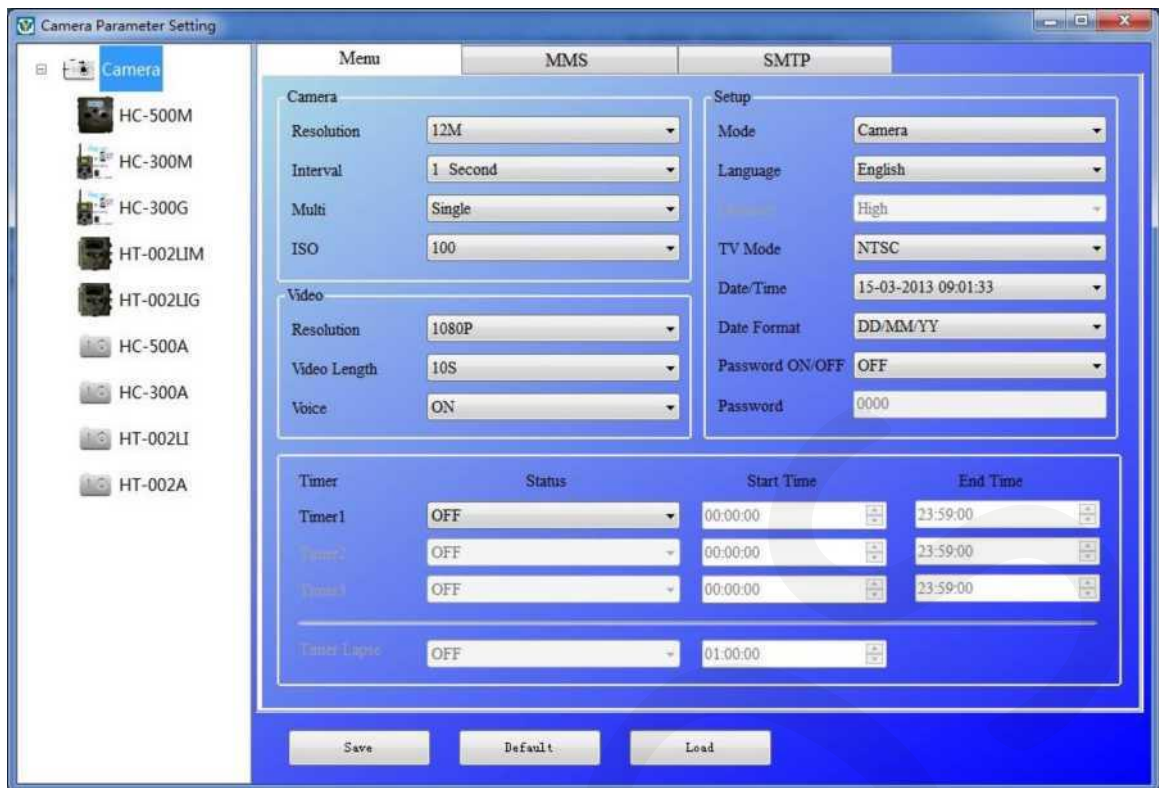 Camera Parameter Setting
Camera
HC-500M
HC-300M
HC-300G
HT-002LIM
HT-002LIG
HC-500A
HC-300A
HT-002LI
HT-002A
Menu MMS SMTP
Camera
Resolution 12M
Interval 1 Second
Multi Single
ISO 100
Video
Resolution 1080P
Video Length 10S
Voice ON
Setup
Mode Camera
Language English
High
TV Mode NTSC
Date/Time 15-03-2013 09:01:33
Date Format DD/MM/YY
Password ON/OFF OFF
Password 0000
Timer Status Start Time End Time
Timer1 OFF 00:00:00 23:59:00
Timer2 OFF 00:00:00 23:59:00
Timer3 OFF 00:00:00 23:59:00
Timer Lapse OFF 01:00:00
Save Default Load